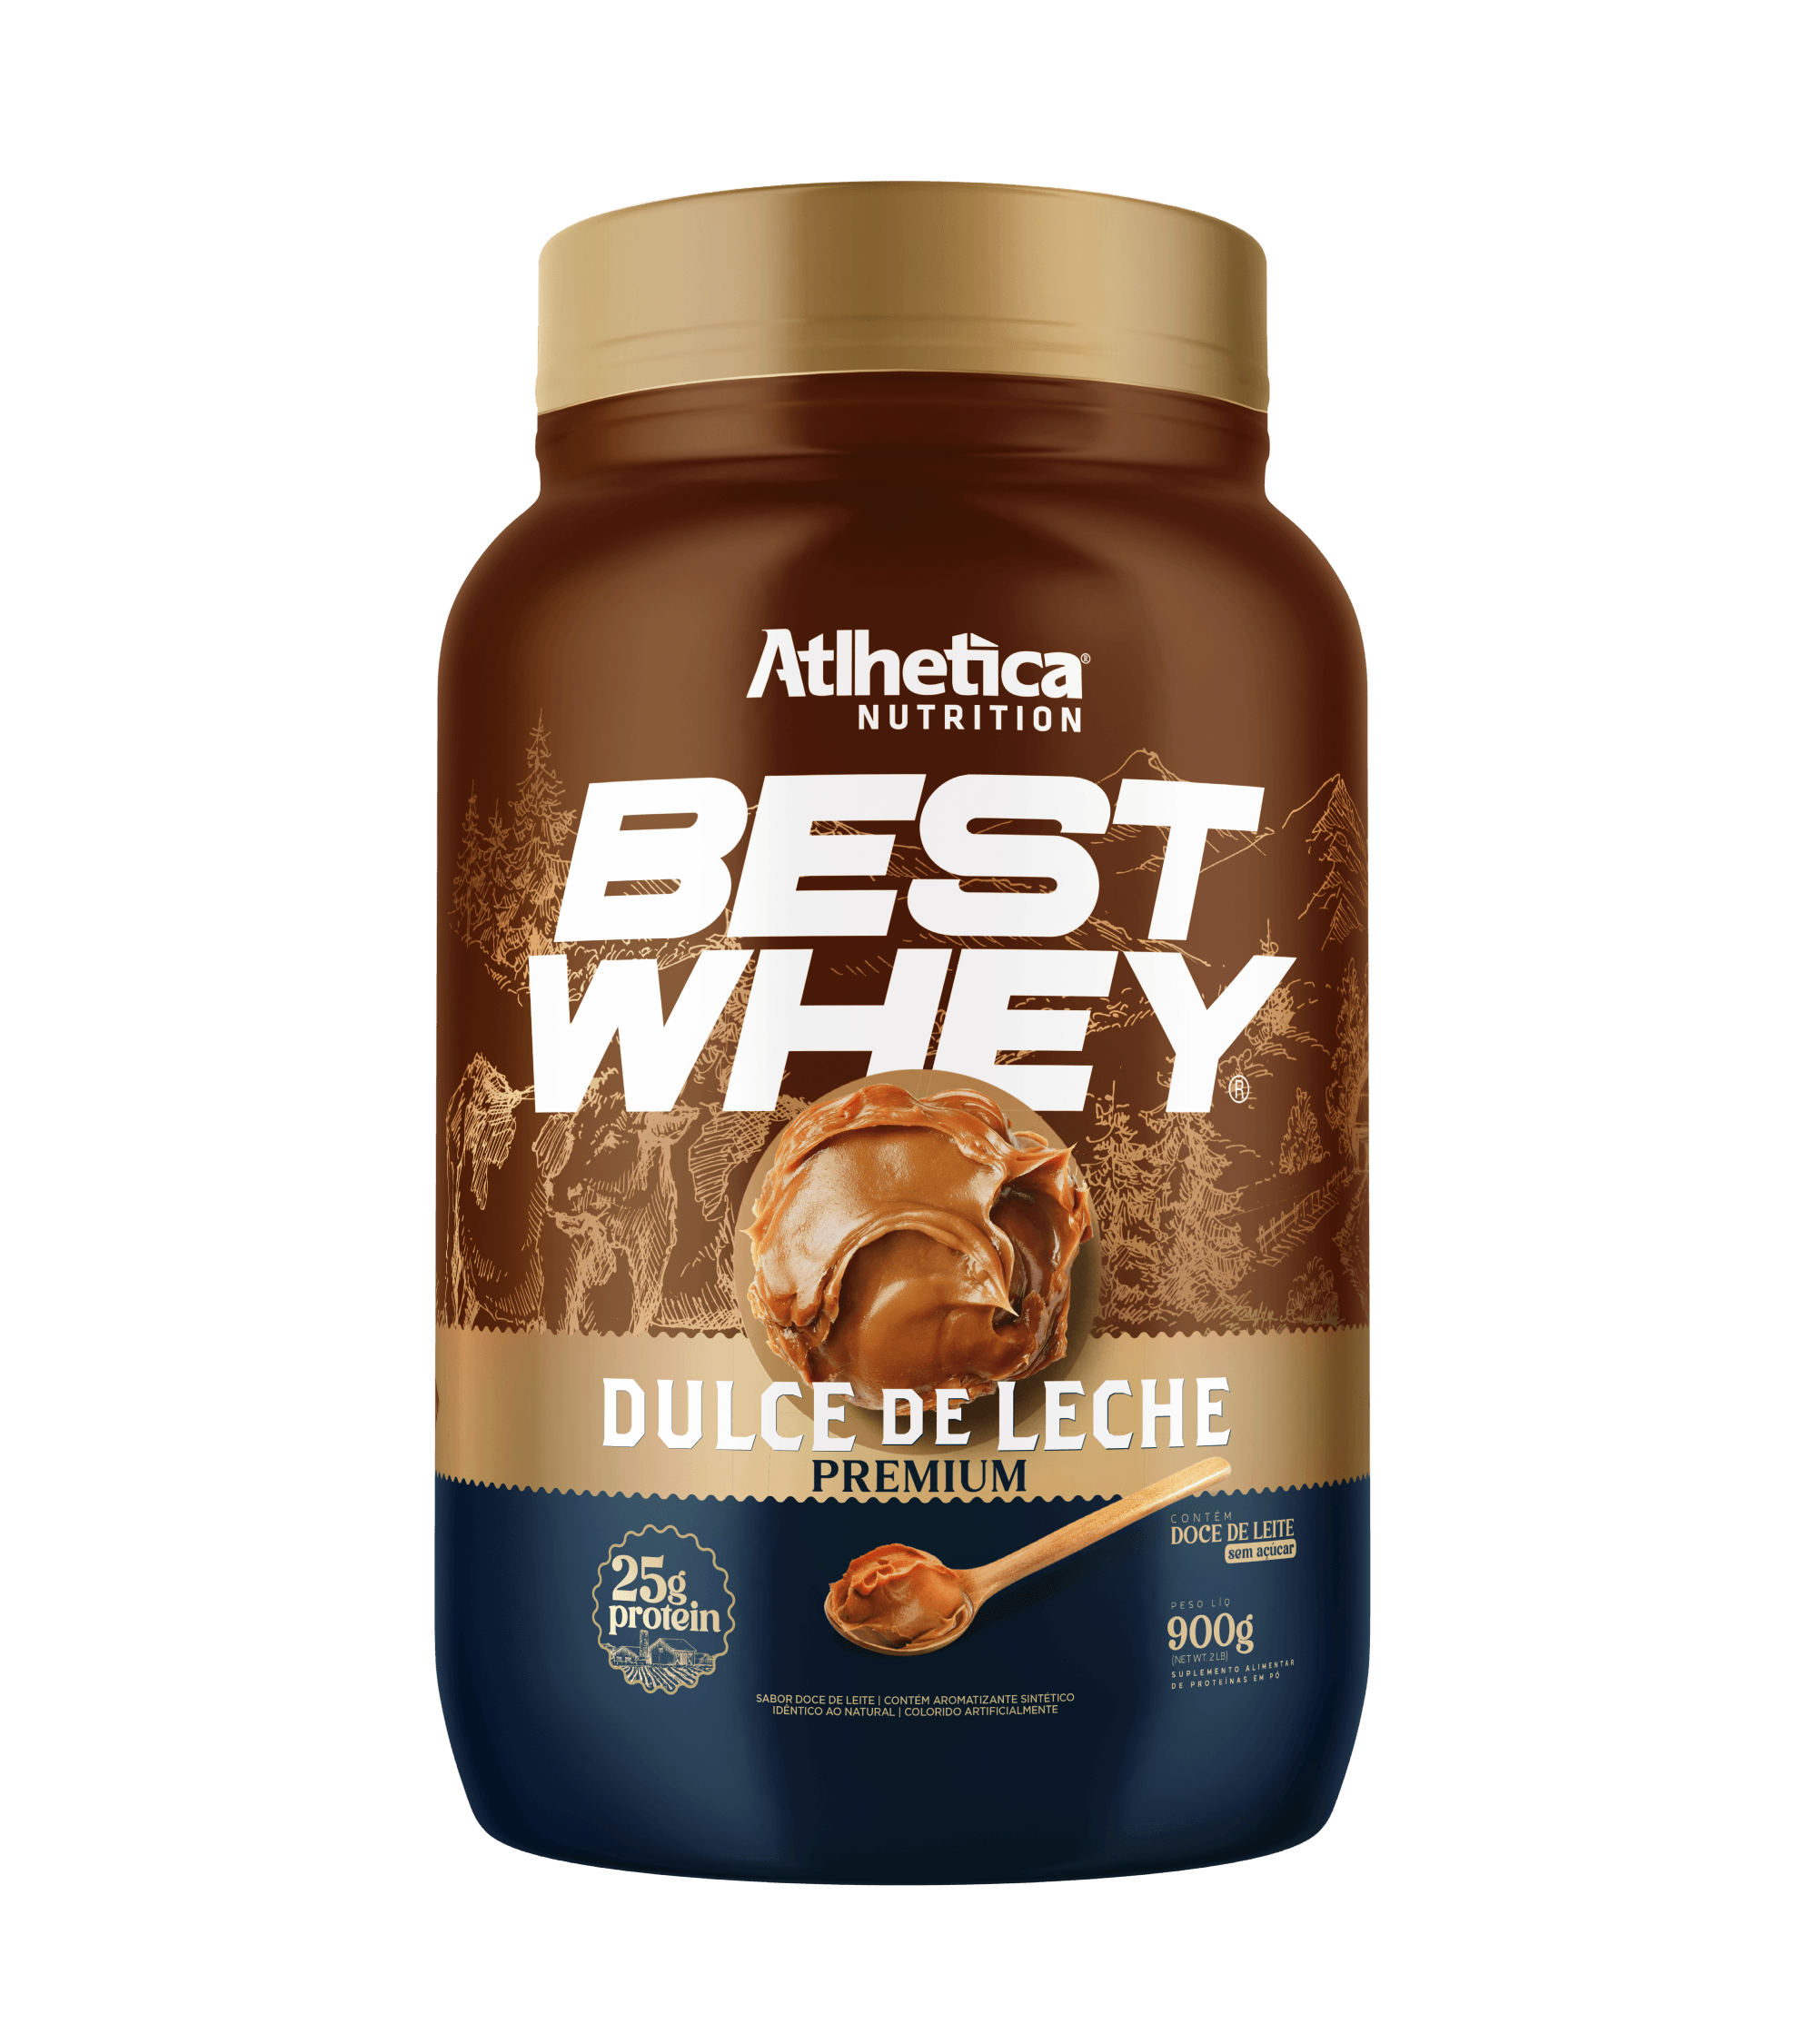 Atlhetica®
NUTRITION
BEST
WHEY®
DULCE DE LECHE
PREMIUM
25g
protein
CONTÉM
DOCE DE LEITE
sem açúcar
PESO LÍQ
900g
(NET WT. 2 LB)
SUPLEMENTO ALIMENTAR
DE PROTEÍNAS EM PÓ
SABOR DOCE DE LEITE | CONTÉM AROMATIZANTE SINTÉTICO
IDÊNTICO AO NATURAL | COLORIDO ARTIFICIALMENTE